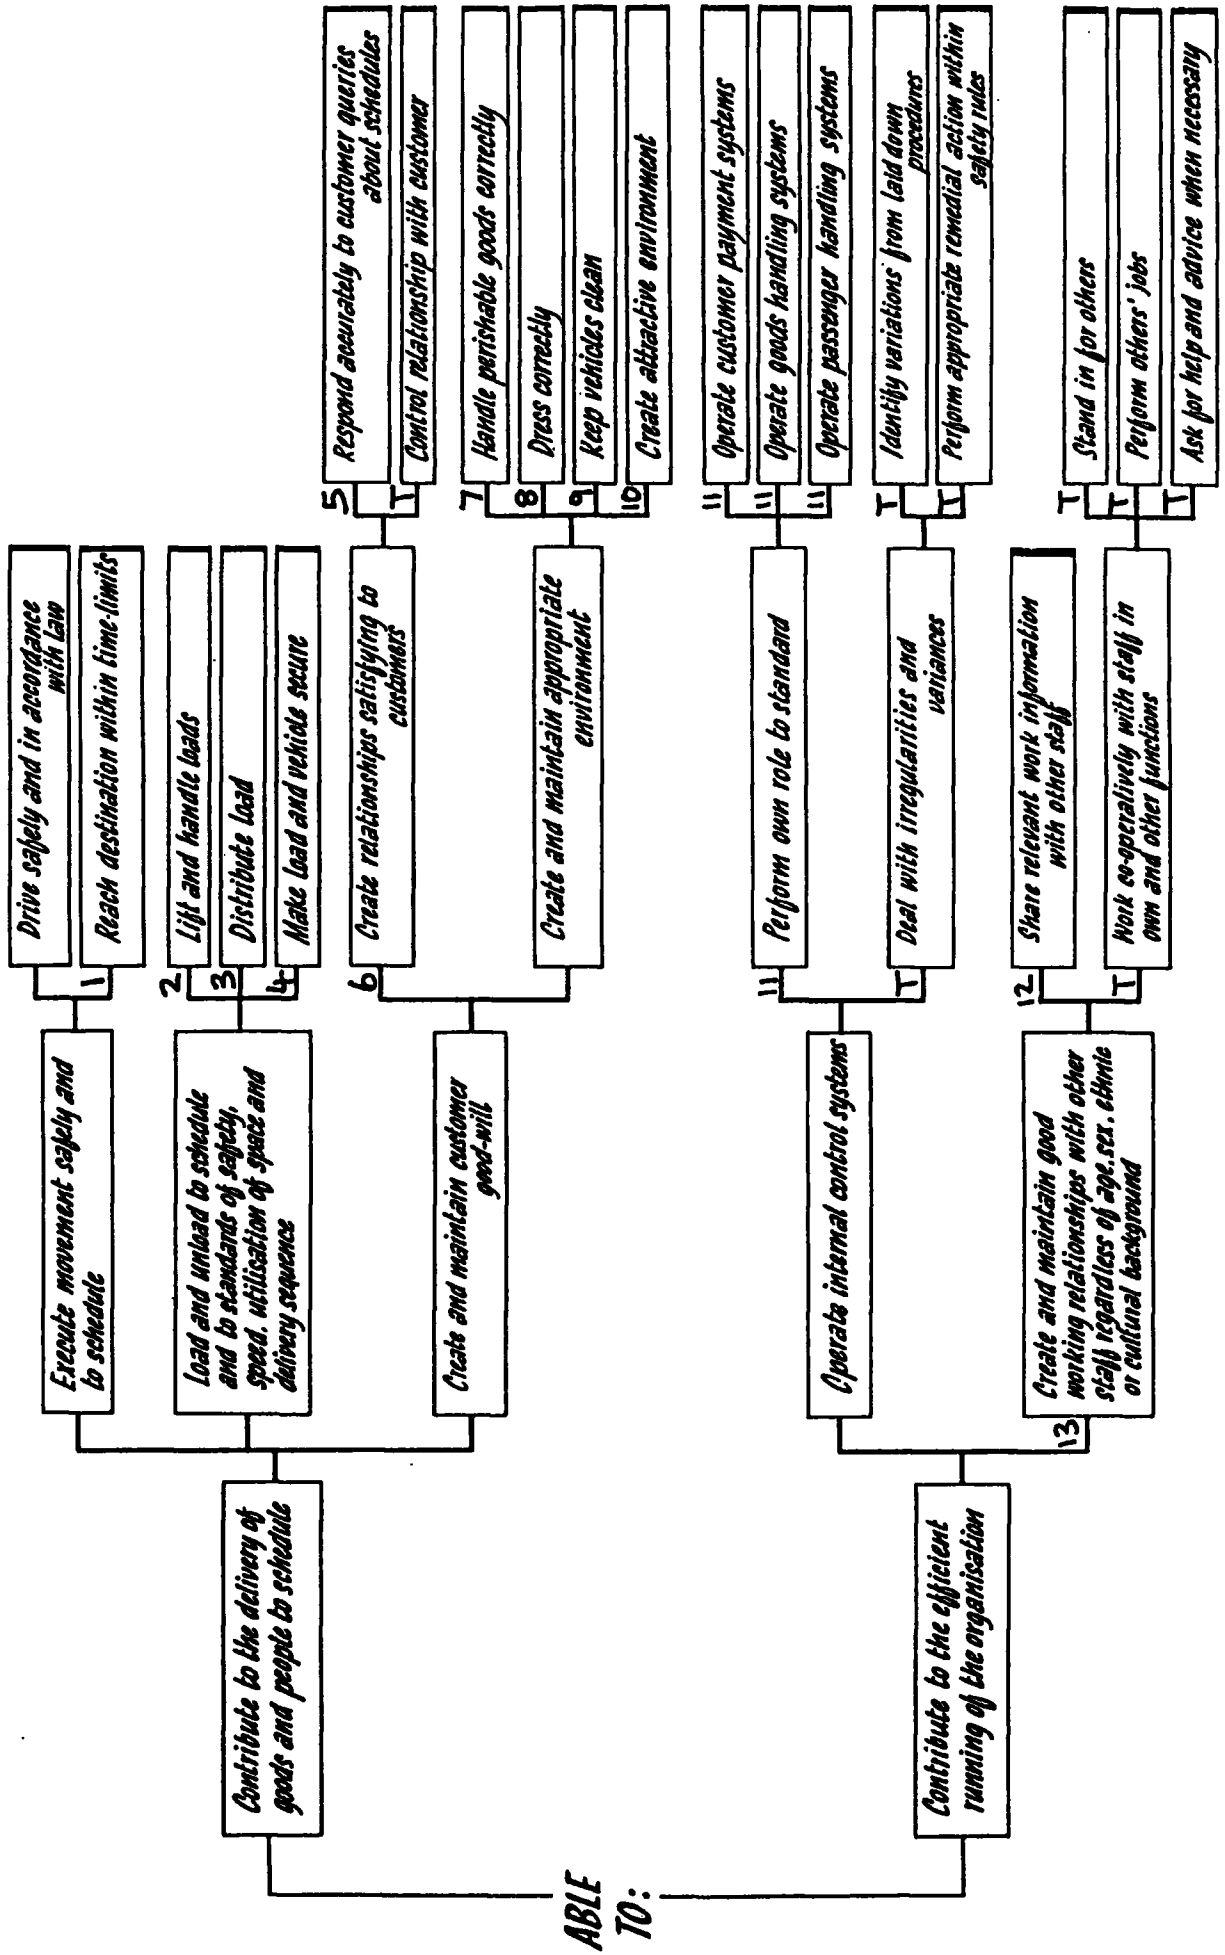 ABLE
TO:
Contribute to the delivery of
goods and people to schedule
Execute movement safely and
to schedule
Drive safely and in accordance
with law
1
Reach destination within time-limits
Load and unload to schedule
and to standards of safety,
speed, utilisation of space and
delivery sequence
2
Lift and handle loads
3
Distribute load
4
Make load and vehicle secure
Create and maintain customer
good-will
6
Create relationships satisfying to
customers
5
Respond accurately to customer queries
about schedules
T
Control relationship with customer
Create and maintain appropriate
environment
7
Handle perishable goods correctly
8
Dress correctly
9
Keep vehicles clean
10
Create attractive environment
Contribute to the efficient
running of the organisation
Operate internal control systems
11
Perform own role to standard
11
Operate customer payment systems
11
Operate goods handling systems
11
Operate passenger handling systems
T
Deal with irregularities and
variances
T
Identify variations from laid down
procedures
T
Perform appropriate remedial action within
safety rules
13
Create and maintain good
working relationships with other
staff regardless of age, sex, ethnic
or cultural background
12
Share relevant work information
with other staff
T
Work co-operatively with staff in
own and other functions
T
Stand in for others
T
Perform others' jobs
T
Ask for help and advice when necessary